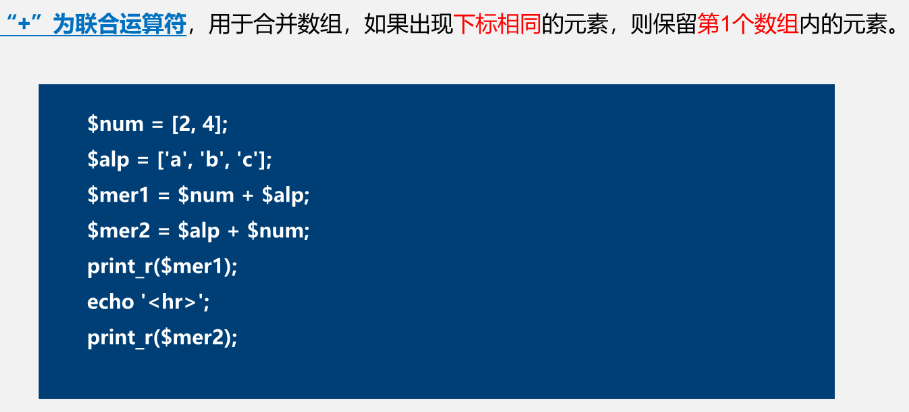 “+”为联合运算符，用于合并数组，如果出现下标相同的元素，则保留第1个数组内的元素。
$num = [2, 4];
$alp = ['a', 'b', 'c'];
$mer1 = $num + $alp;
$mer2 = $alp + $num;
print_r($mer1);
echo '<hr>';
print_r($mer2);